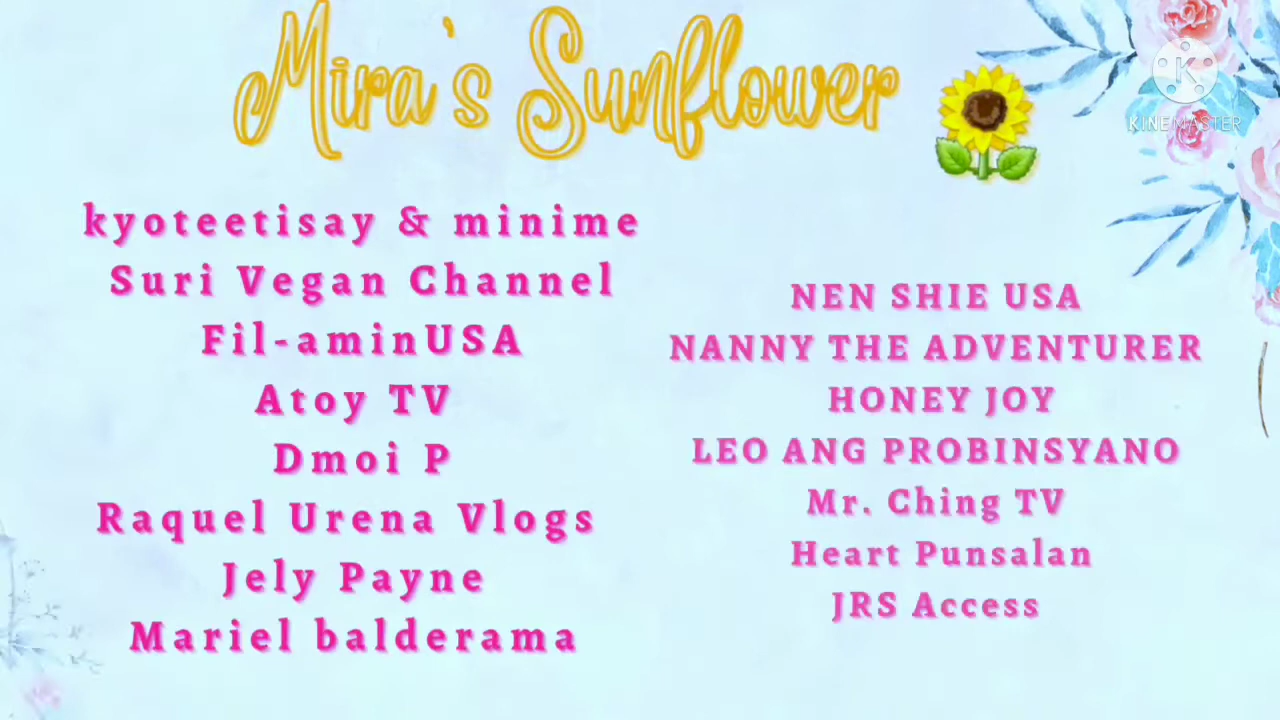 Mira's Sunflower
KINEMASTER
kyoteetisay & minime
Suri Vegan Channel
Fil-aminUSA
Atoy TV
Dmoi P
Raquel Urena Vlogs
Jely Payne
Mariel balderama
NEN SHIE USA
NANNY THE ADVENTURER
HONEY JOY
LEO ANG PROBINSYANO
Mr. Ching TV
Heart Punsalan
JRS Access